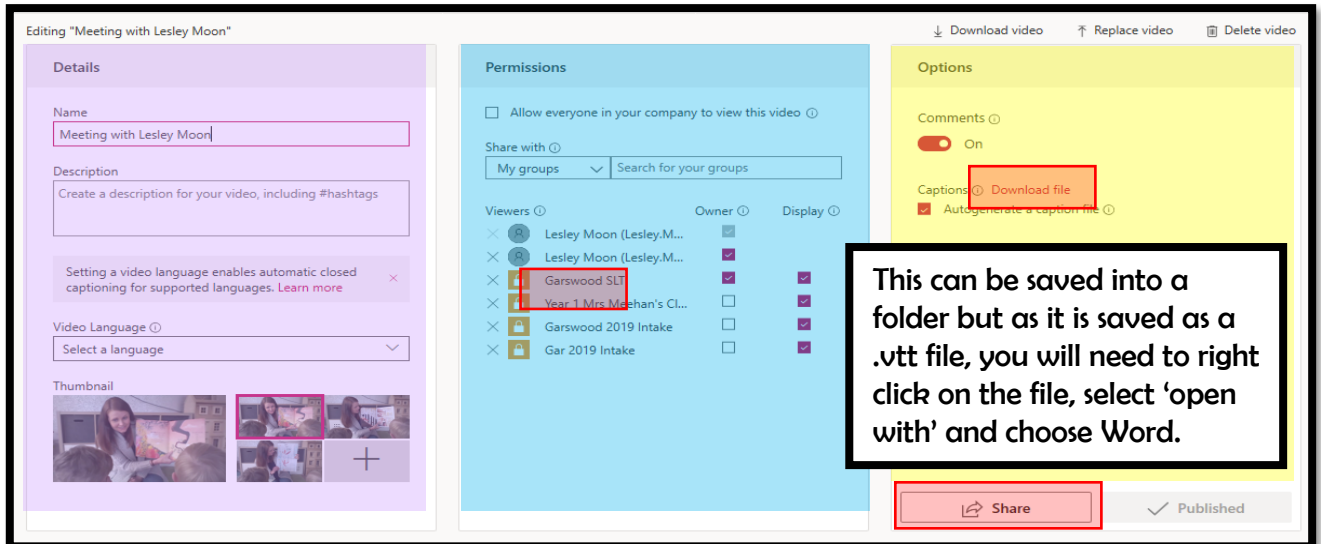 Editing "Meeting with Lesley Moon"
Download video
Replace video
Delete video
Details
Name
Meeting with Lesley Moon
Description
Create a description for your video, including #hashtags
Setting a video language enables automatic closed
captioning for supported languages. Learn more
Video Language
Select a language
Thumbnail
Permissions
Allow everyone in your company to view this video
Share with
My groups
Search for your groups
Viewers
Owner
Display
Lesley Moon (Lesley.M...
Lesley Moon (Lesley.M...
Garswood SLT
Year 1 Mrs Meehan's Cl...
Garswood 2019 Intake
Gar 2019 Intake
Options
Comments
On
Captions Download file
Autogenerate a caption file
This can be saved into a
folder but as it is saved as a
.vtt file, you will need to right
click on the file, select ‘open
with’ and choose Word.
Share
Published